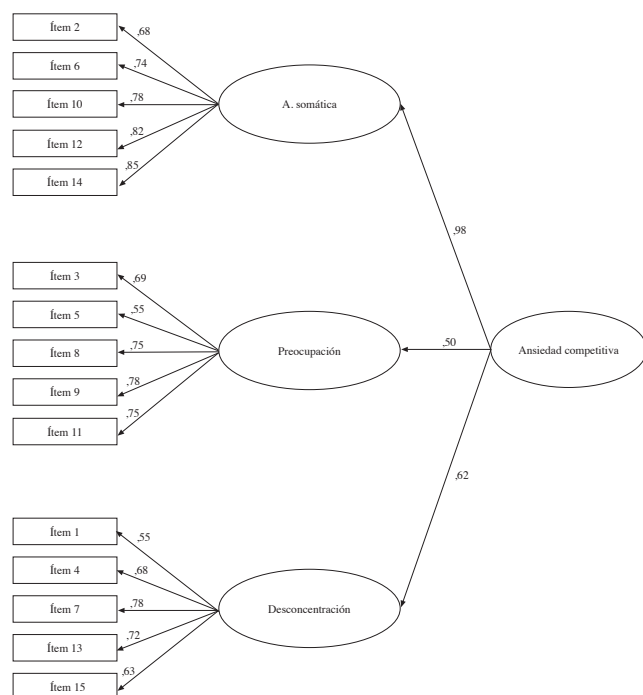 Ítem 2
,68
Ítem 6
,74
A. somática
Ítem 10
,78
Ítem 12
,82
Ítem 14
,85
,98
Ítem 3
,69
Ítem 5
,55
Ítem 8
,75
Preocupación
,50
Ansiedad competitiva
Ítem 9
,78
Ítem 11
,75
,62
Ítem 1
,55
Ítem 4
,68
Ítem 7
,78
Desconcentración
Ítem 13
,72
Ítem 15
,63